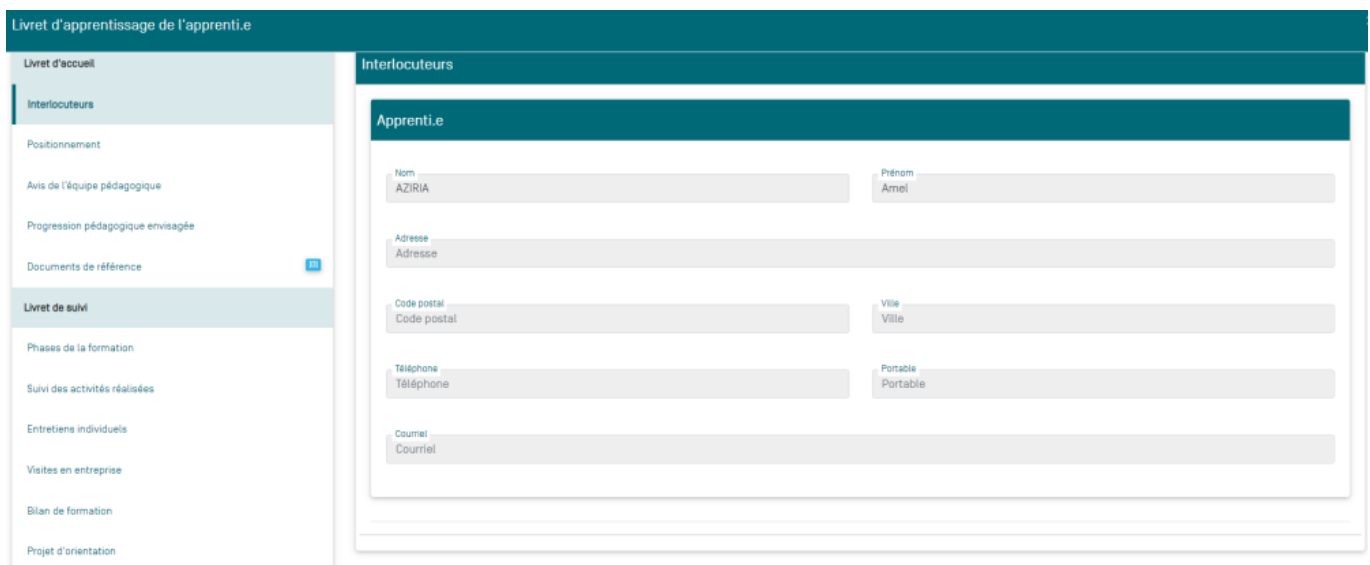 Livret d'apprentissage de l'apprenti.e
Livret d'accueil
Interlocuteurs
Positionnement
Avis de l'équipe pédagogique
Progression pédagogique envisagée
Documents de référence
Livret de suivi
Phases de la formation
Suivi des activités réalisées
Entretiens individuels
Visites en entreprise
Bilan de formation
Projet d'orientation
Interlocuteurs
Apprenti.e
Nom
AZIRIA
Prénom
Amel
Adresse
Adresse
Code postal
Code postal
Ville
Ville
Téléphone
Téléphone
Portable
Portable
Courriel
Courriel